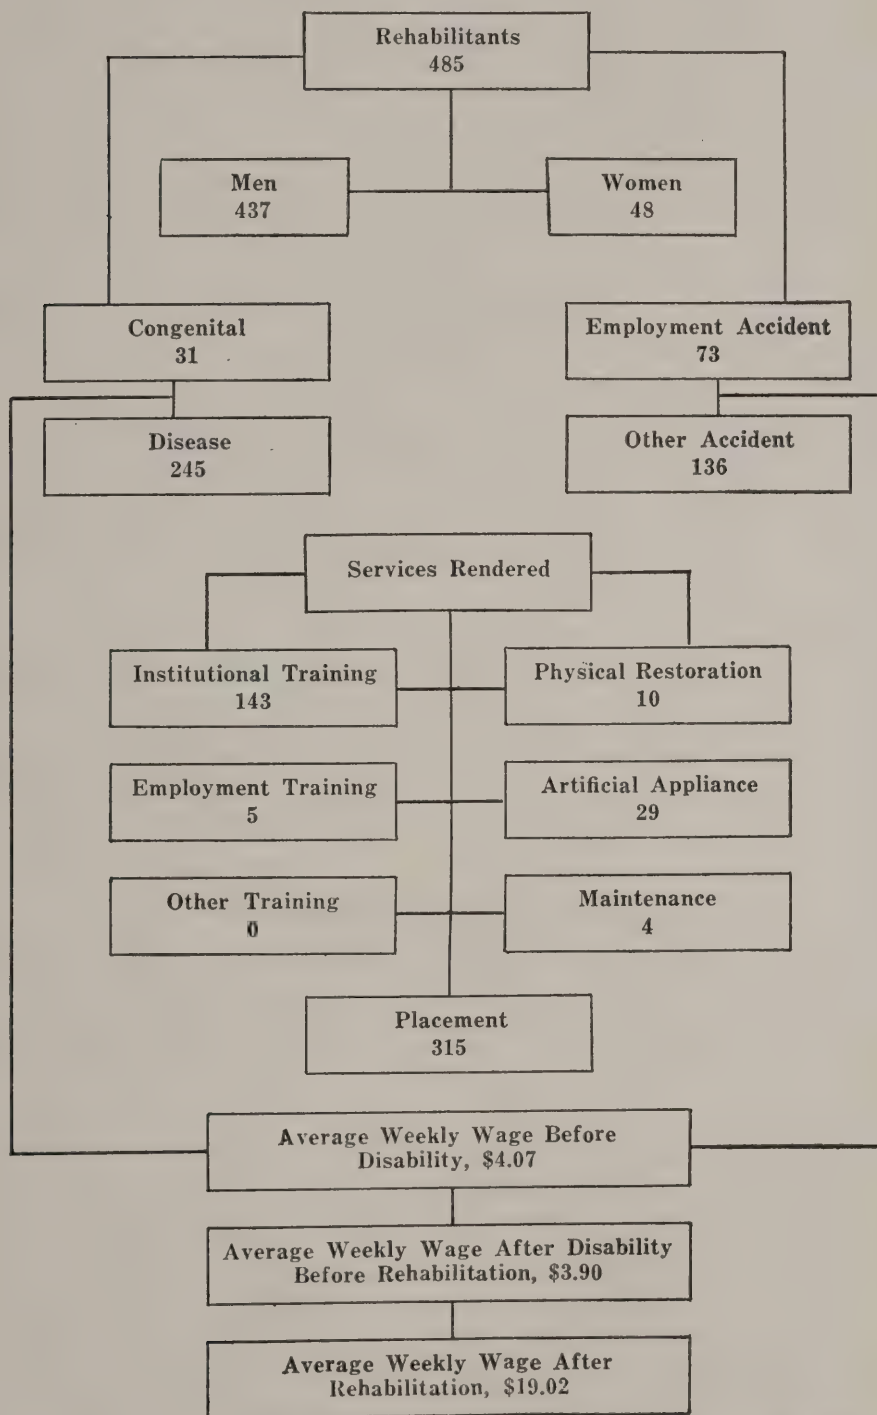 Rehabilitants
485
Men
437
Women
48
Congenital
31
Employment Accident
73
Disease
245
Other Accident
136
Services Rendered
Institutional Training
143
Physical Restoration
10
Employment Training
5
Artificial Appliance
29
Other Training
0
Maintenance
4
Placement
315
Average Weekly Wage Before
Disability, $4.07
Average Weekly Wage After Disability
Before Rehabilitation, $3.90
Average Weekly Wage After
Rehabilitation, $19.02